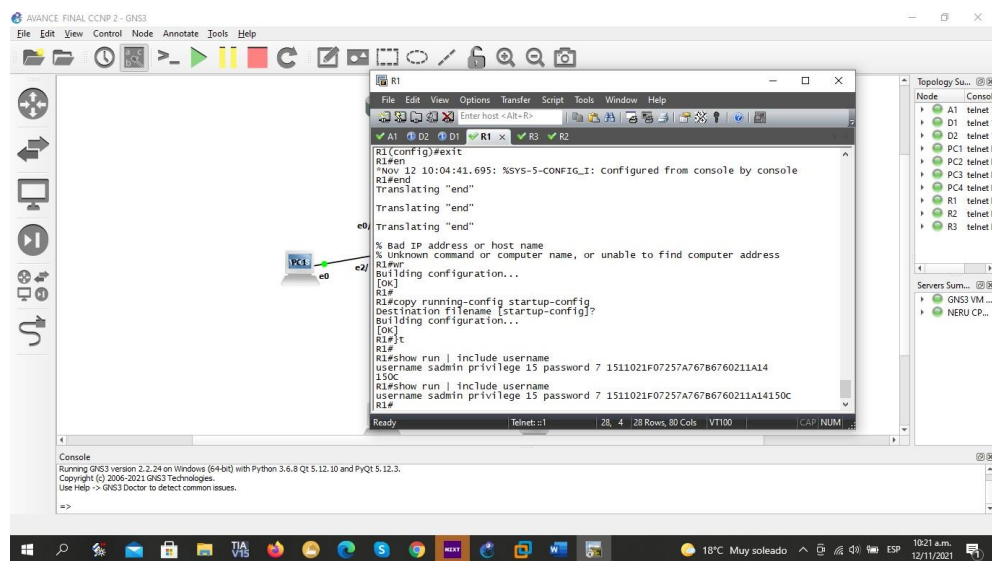 AVANCE FINAL CCNP 2 - GNS3
File Edit View Control Node Annotate Tools Help
R1
File Edit View Options Transfer Script Tools Window Help
Enter host <Alt+R>
A1 D2 D1 R1 × R3 R2
R1(config)#exit
R1#en
*Nov 12 10:04:41.695: %SYS-5-CONFIG_I: Configured from console by console
R1#end
Translating "end"
Translating "end"
Translating "end"
% Bad IP address or host name
% Unknown command or computer name, or unable to find computer address
R1#wr
Building configuration...
[OK]
R1#
R1#copy running-config startup-config
Destination filename [startup-config]?
Building configuration...
[OK]
R1#}t
R1#
R1#show run | include username
username sadmin privilege 15 password 7 1511021F07257A767B6760211A14
150C
R1#show run | include username
username sadmin privilege 15 password 7 1511021F07257A767B6760211A14150C
R1#
Ready Telnet: ::1 28, 4 28 Rows, 80 Cols VT100 CAP NUM
PC1
e0
e0/
e2/
Topology Su...
Node Consol
A1 telnet
D1 telnet
D2 telnet
PC1 telnet
PC2 telnet
PC3 telnet
PC4 telnet
R1 telnet
R2 telnet
R3 telnet
Servers Sum...
GNS3 VM ...
NERU CP...
Console
Running GNS3 version 2.2.24 on Windows (64-bit) with Python 3.6.8 Qt 5.12.10 and PyQt 5.12.3.
Copyright (c) 2006-2021 GNS3 Technologies.
Use Help -> GNS3 Doctor to detect common issues.
=>
TIA V15
NEXT
18°C Muy soleado
ESP
10:21 a.m.
12/11/2021